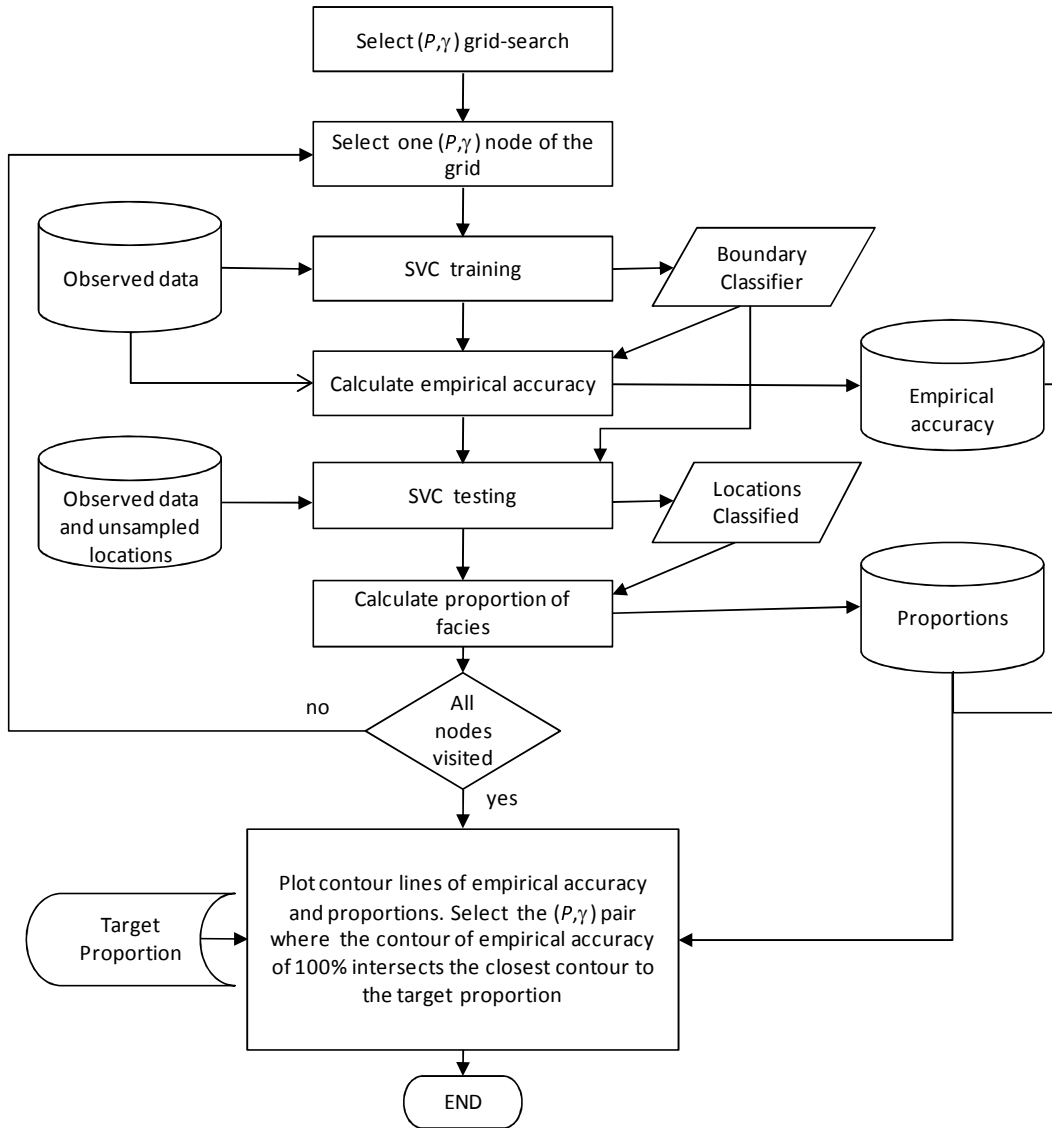 Select (P,γ) grid-search
Select one (P,γ) node of the
grid
Observed data
SVC training
Boundary
Classifier
Calculate empirical accuracy
Empirical
accuracy
Observed data
and unsampled
locations
SVC testing
Locations
Classified
Calculate proportion of
facies
Proportions
no
All
nodes
visited
yes
Target
Proportion
Plot contour lines of empirical accuracy
and proportions. Select the (P,γ) pair
where the contour of empirical accuracy
of 100% intersects the closest contour to
the target proportion
END